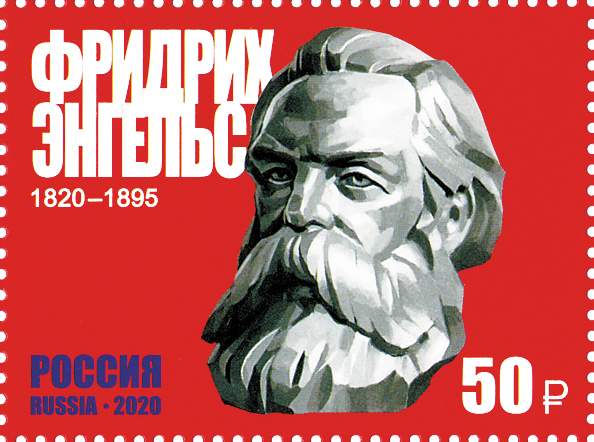 ФРИДРИХ
ЭНГЕЛЬС
1820–1895
РОССИЯ
RUSSIA · 2020
50 ₽